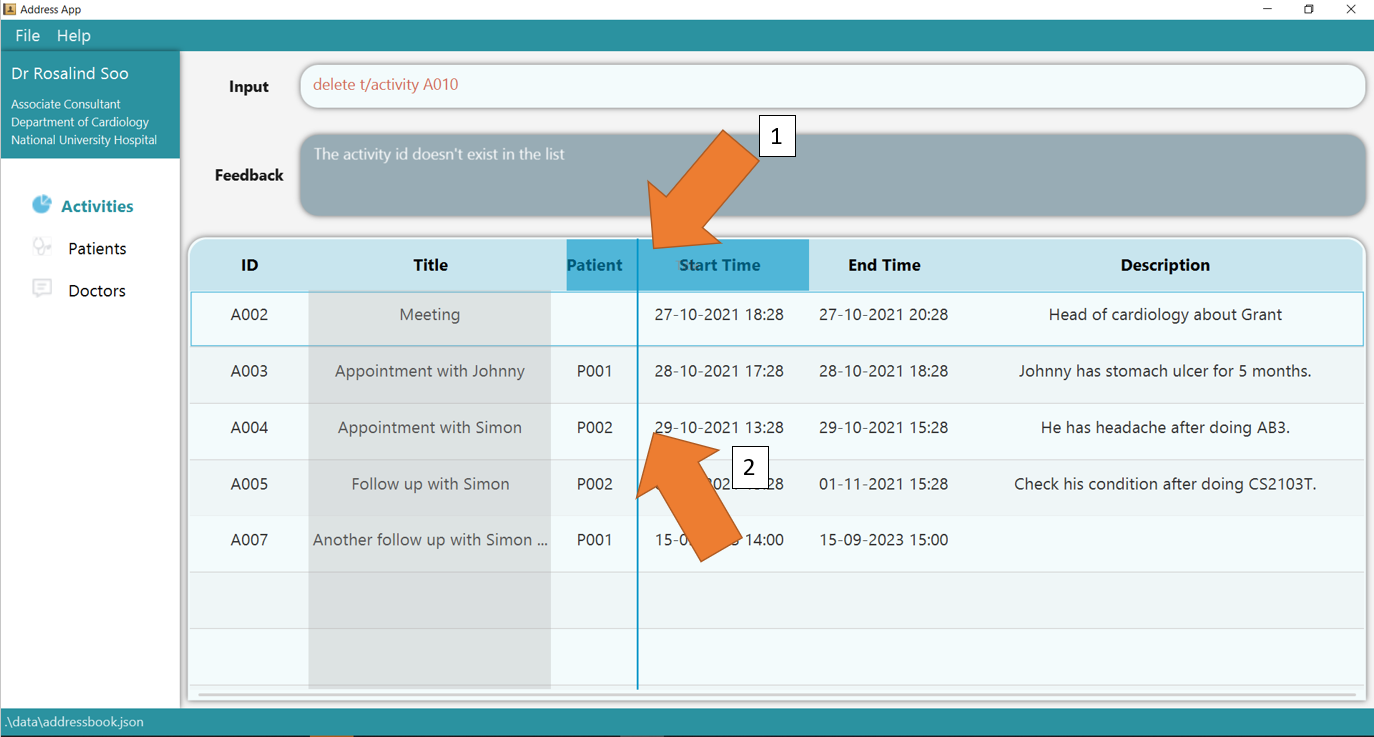 Address App
File Help
Dr Rosalind Soo
Associate Consultant
Department of Cardiology
National University Hospital
Activities
Patients
Doctors
Input delete t/activity A010
Feedback The activity id doesn't exist in the list
1
ID Title Patient Start Time End Time Description
A002 Meeting 27-10-2021 18:28 27-10-2021 20:28 Head of cardiology about Grant
A003 Appointment with Johnny P001 28-10-2021 17:28 28-10-2021 18:28 Johnny has stomach ulcer for 5 months.
A004 Appointment with Simon P002 29-10-2021 13:28 29-10-2021 15:28 He has headache after doing AB3.
2
A005 Follow up with Simon P002 01-11-2021 15:28 Check his condition after doing CS2103T.
A007 Another follow up with Simon ... P001 14:00 15-09-2023 15:00
.\data\addressbook.json